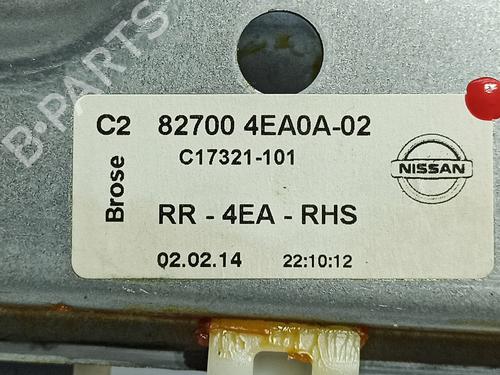 B-PARTS
C2 82700 4EA0A-02
C17321-101
Brose
NISSAN
RR - 4EA - RHS
02.02.14 22:10:12